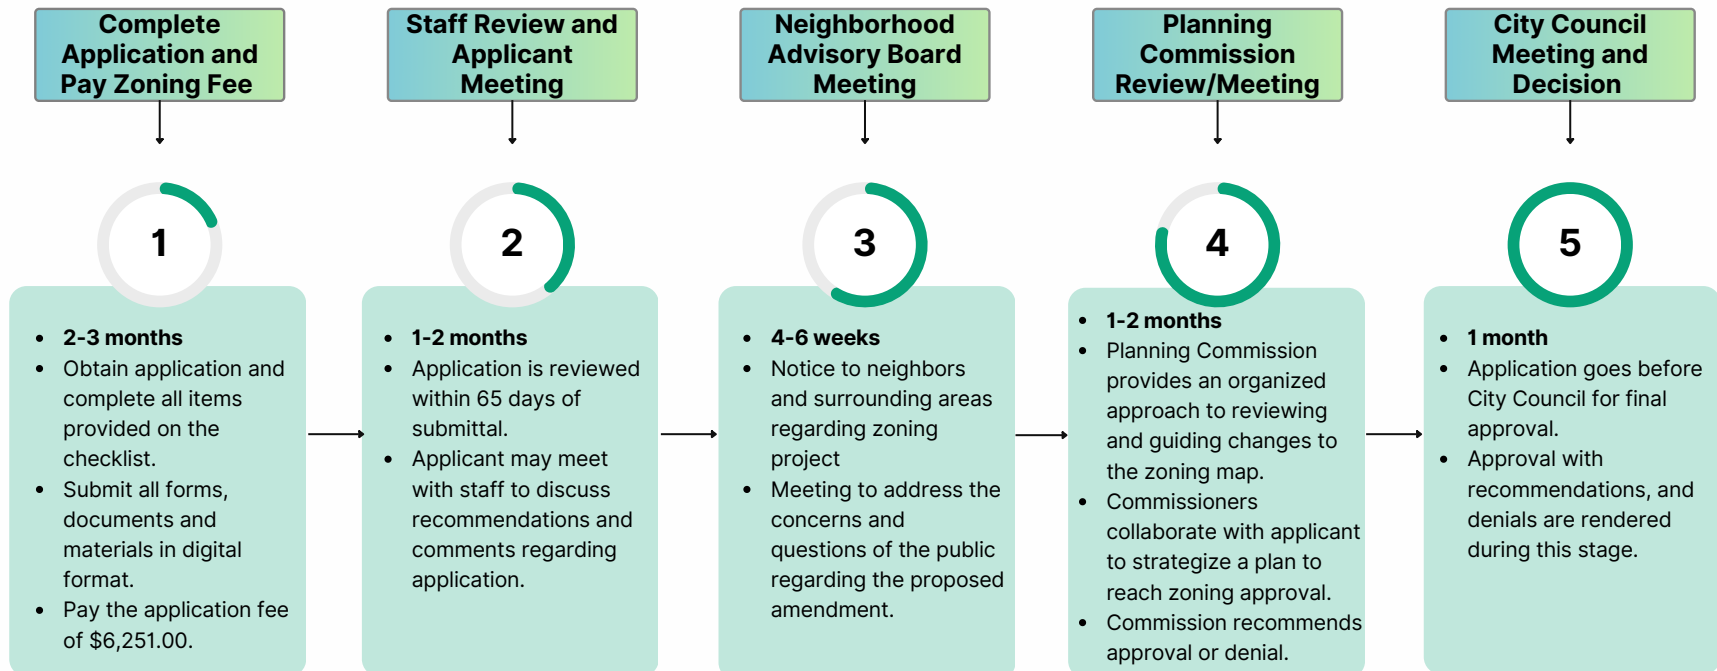 Complete
Application and
Pay Zoning Fee
1
• 2-3 months
• Obtain application and
complete all items
provided on the
checklist.
• Submit all forms,
documents and
materials in digital
format.
• Pay the application fee
of $6,251.00.
Staff Review and
Applicant
Meeting
2
• 1-2 months
• Application is reviewed
within 65 days of
submittal.
• Applicant may meet
with staff to discuss
recommendations and
comments regarding
application.
Neighborhood
Advisory Board
Meeting
3
• 4-6 weeks
• Notice to neighbors
and surrounding areas
regarding zoning
project
• Meeting to address the
concerns and
questions of the public
regarding the proposed
amendment.
Planning
Commission
Review/Meeting
4
• 1-2 months
• Planning Commission
provides an organized
approach to reviewing
and guiding changes to
the zoning map.
• Commissioners
collaborate with applicant
to strategize a plan to
reach zoning approval.
• Commission recommends
approval or denial.
City Council
Meeting and
Decision
5
• 1 month
• Application goes before
City Council for final
approval.
• Approval with
recommendations, and
denials are rendered
during this stage.